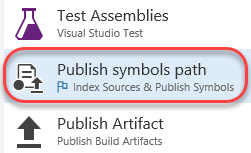 Test Assemblies
Visual Studio Test
Publish symbols path
Index Sources & Publish Symbols
Publish Artifact
Publish Build Artifacts